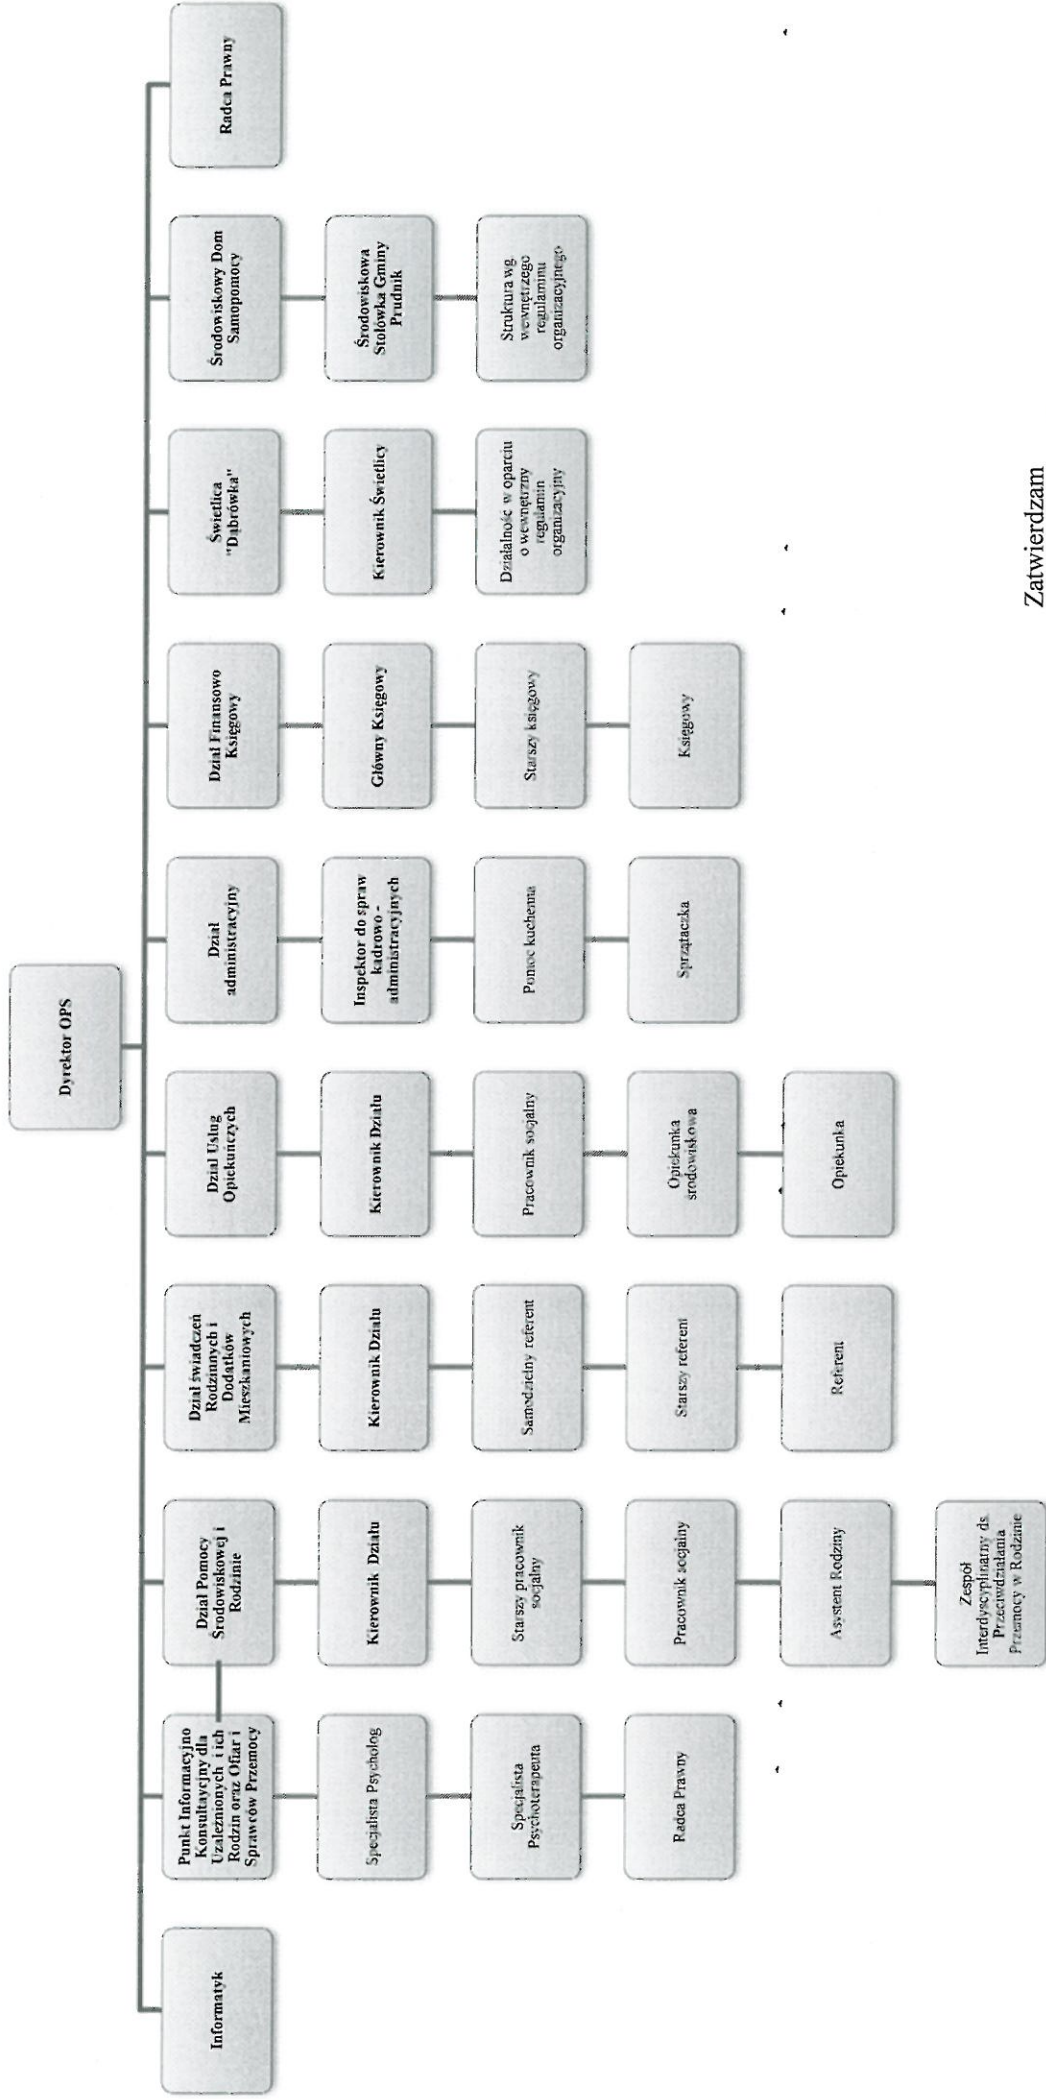 Dyrektor OPS
Informatyk
Punkt Informacyjno
Konsultacyjny dla
Uzależnionych i ich
Rodzin oraz Ofiar i
Sprawców Przemocy
Specjalista Psycholog
Specjalista
Psychoterapeuta
Radca Prawny
Dział Pomocy
Środowiskowej i
Rodzinie
Kierownik Działu
Starszy pracownik
socjalny
Pracownik socjalny
Asystent Rodziny
Zespół
Interdyscyplinarny ds.
Przeciwdziałania
Przemocy w Rodzinie
Dział świadczeń
Rodzinnych i
Dodatków
Mieszkaniowych
Kierownik Działu
Samodzielny referent
Starszy referent
Referent
Dział Usług
Opiekuńczych
Kierownik Działu
Pracownik socjalny
Opiekunka
środowiskowa
Opiekunka
Dział
administracyjny
Inspektor do spraw
kadrowo -
administracyjnych
Pomoc kuchenna
Sprzątaczka
Dział Finansowo
Księgowy
Główny Księgowy
Starszy księgowy
Księgowy
Świetlica
"Dąbrówka"
Kierownik Świetlicy
Działalność w oparciu
o wewnętrzny
regulamin
organizacyjny
Środowiskowy Dom
Samopomocy
Środowiskowa
Stołówka Gminy
Prudnik
Struktura wg.
wewnętrzego
regulaminu
organizacyjnego
Radca Prawny
Zatwierdzam